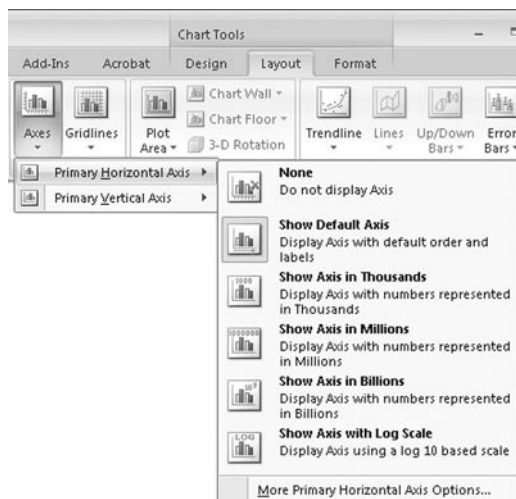 Chart Tools
Add-Ins Acrobat Design Layout Format
Axes Gridlines Plot Area Chart Wall Chart Floor 3-D Rotation Trendline Lines Up/Down Bars Error Bars
Primary Horizontal Axis
Primary Vertical Axis
None
Do not display Axis
Show Default Axis
Display Axis with default order and
labels
Show Axis in Thousands
Display Axis with numbers represented
in Thousands
Show Axis in Millions
Display Axis with numbers represented
in Millions
Show Axis in Billions
Display Axis with numbers represented
in Billions
LOG
Show Axis with Log Scale
Display Axis using a log 10 based scale
More Primary Horizontal Axis Options...